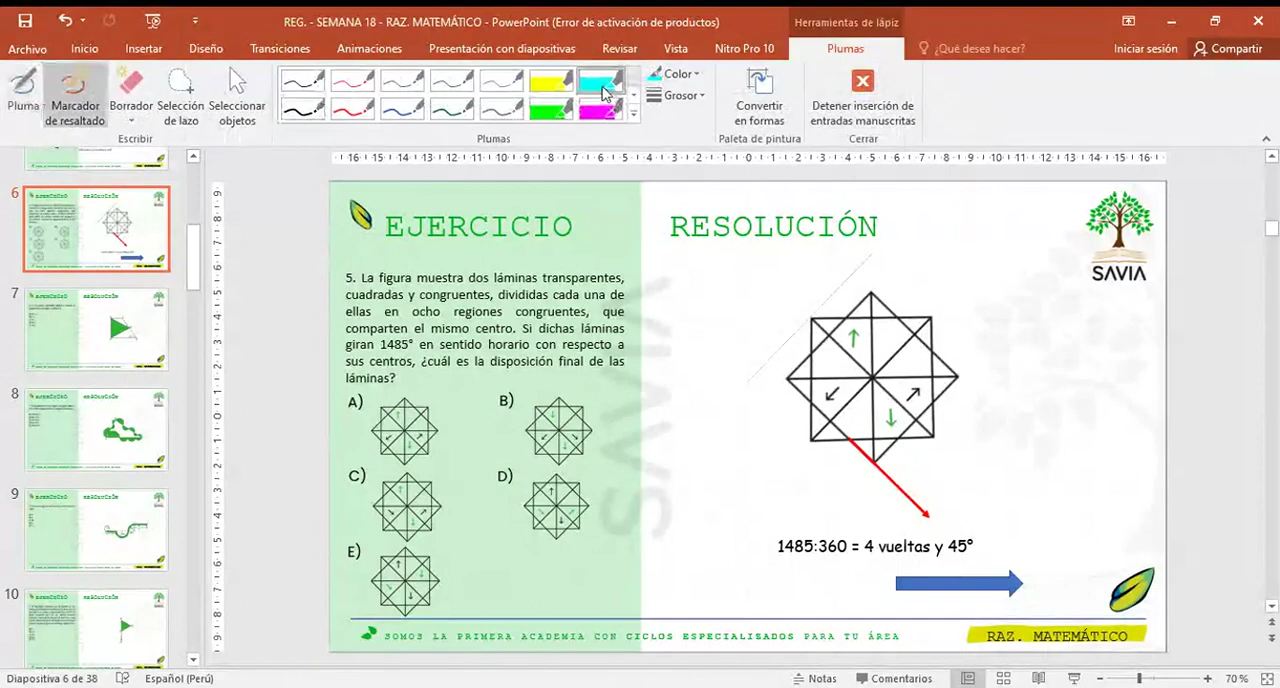 REG. - SEMANA 18 - RAZ. MATEMÁTICO - PowerPoint (Error de activación de productos)
Herramientas de lápiz
Archivo
Inicio
Insertar
Diseño
Transiciones
Animaciones
Presentación con diapositivas
Revisar
Vista
Nitro Pro 10
Plumas
¿Qué desea hacer?
Iniciar sesión
Compartir
Pluma
Marcador de resaltado
Borrador
Selección de lazo
Seleccionar objetos
Color
Grosor
Convertir en formas
Detener inserción de entradas manuscritas
Escribir
Plumas
Paleta de pintura
Cerrar
6
7
8
9
10
EJERCICIO
RESOLUCIÓN
SAVIA
5. La figura muestra dos láminas transparentes,
cuadradas y congruentes, divididas cada una de
ellas en ocho regiones congruentes, que
comparten el mismo centro. Si dichas láminas
giran 1485° en sentido horario con respecto a
sus centros, ¿cuál es la disposición final de las
láminas?
A)
B)
C)
D)
E)
1485:360 = 4 vueltas y 45°
SOMOS LA PRIMERA ACADEMIA CON CICLOS ESPECIALISADOS PARA TU ÁREA
RAZ. MATEMÁTICO
Diapositiva 6 de 38
Español (Perú)
Notas
Comentarios
70 %